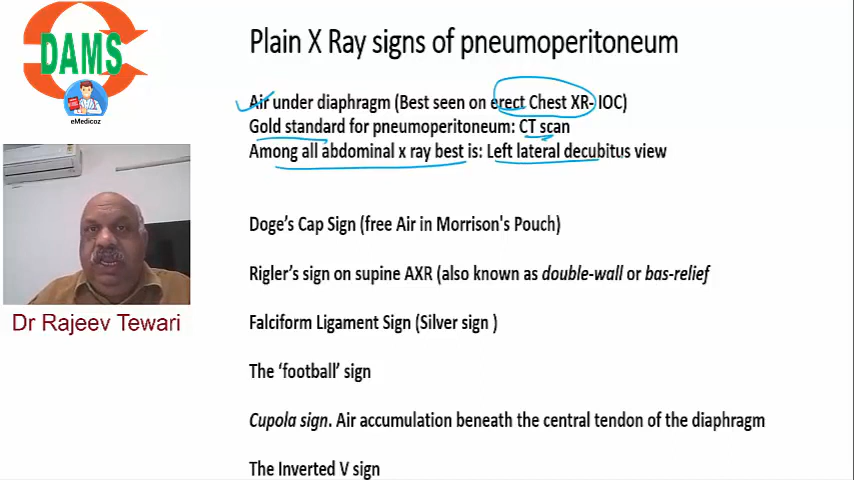 DAMS
eMedicoz
Plain X Ray signs of pneumoperitoneum
Air under diaphragm (Best seen on erect Chest XR- IOC)
Gold standard for pneumoperitoneum: CT scan
Among all abdominal x ray best is: Left lateral decubitus view
Doge's Cap Sign (free Air in Morrison's Pouch)
Rigler's sign on supine AXR (also known as double-wall or bas-relief
Dr Rajeev Tewari
Falciform Ligament Sign (Silver sign )
The 'football' sign
Cupola sign. Air accumulation beneath the central tendon of the diaphragm
The Inverted V sign